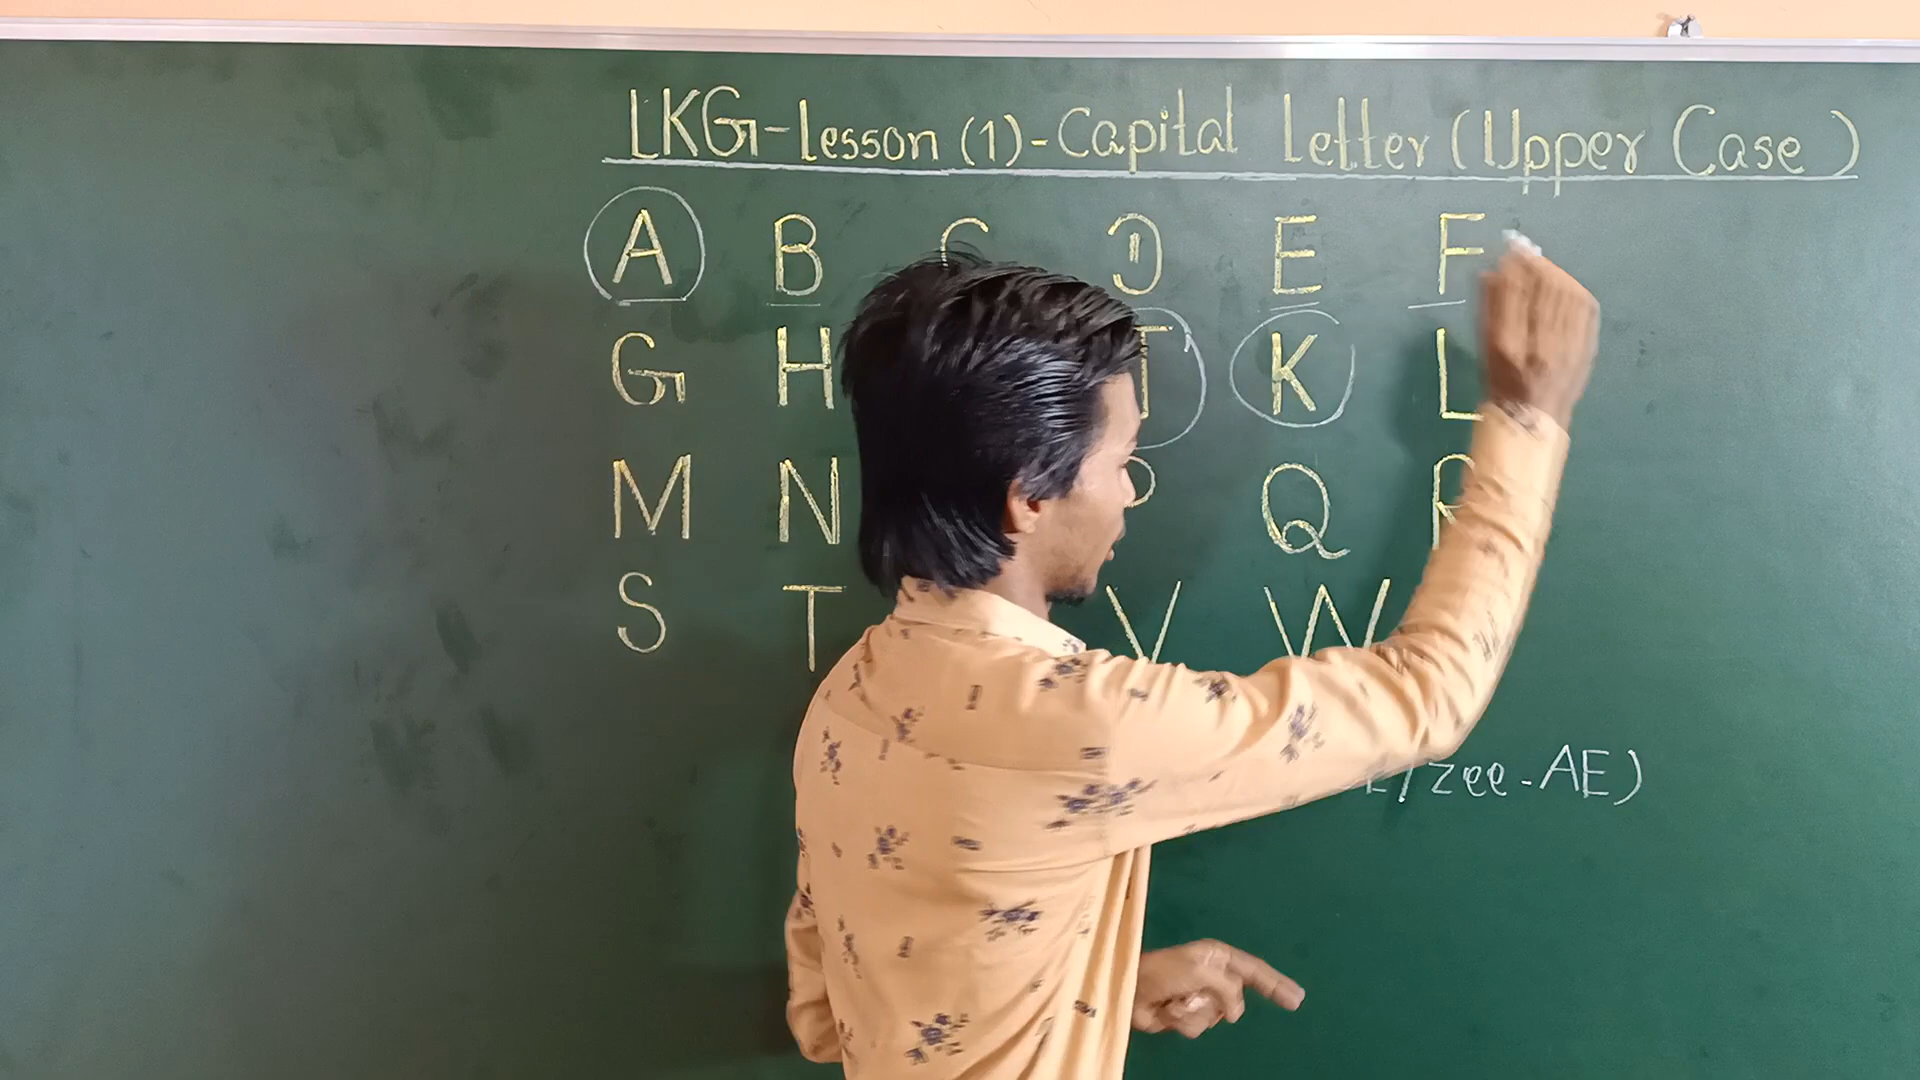 LKG-Lesson (1)-Capital Letter (Upper Case)
A B C D E F
G H J K L
M N P Q R
S T V W
/ zee - AE)